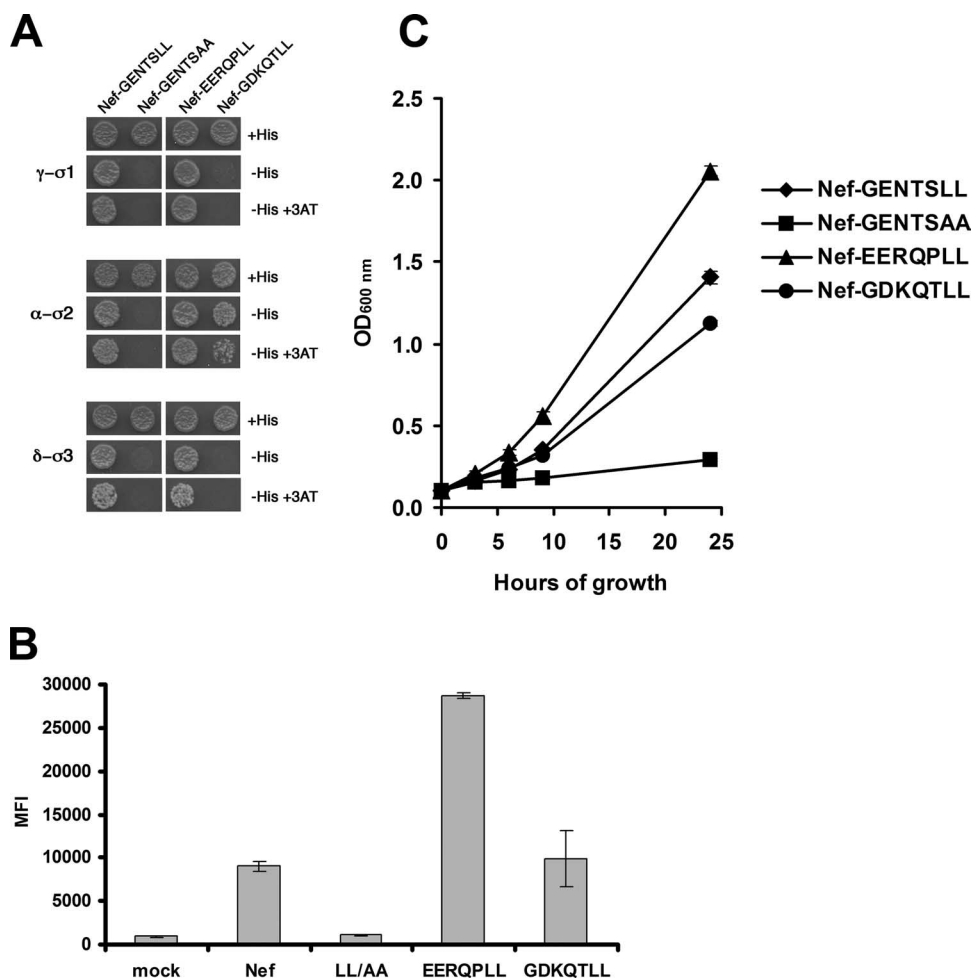 A
Nef-GENTSLL
Nef-GENTSAA
Nef-EERQPLL
Nef-GDKQTLL
γ–σ1
+His
-His
-His +3AT
α–σ2
+His
-His
-His +3AT
δ–σ3
+His
-His
-His +3AT
C
2.5
2.0
1.5
1.0
0.5
0.0
OD600 nm
0 5 10 15 20 25
Hours of growth
Nef-GENTSLL
Nef-GENTSAA
Nef-EERQPLL
Nef-GDKQTLL
B
30000
25000
20000
15000
10000
5000
0
MFI
mock Nef LL/AA EERQPLL GDKQTLL